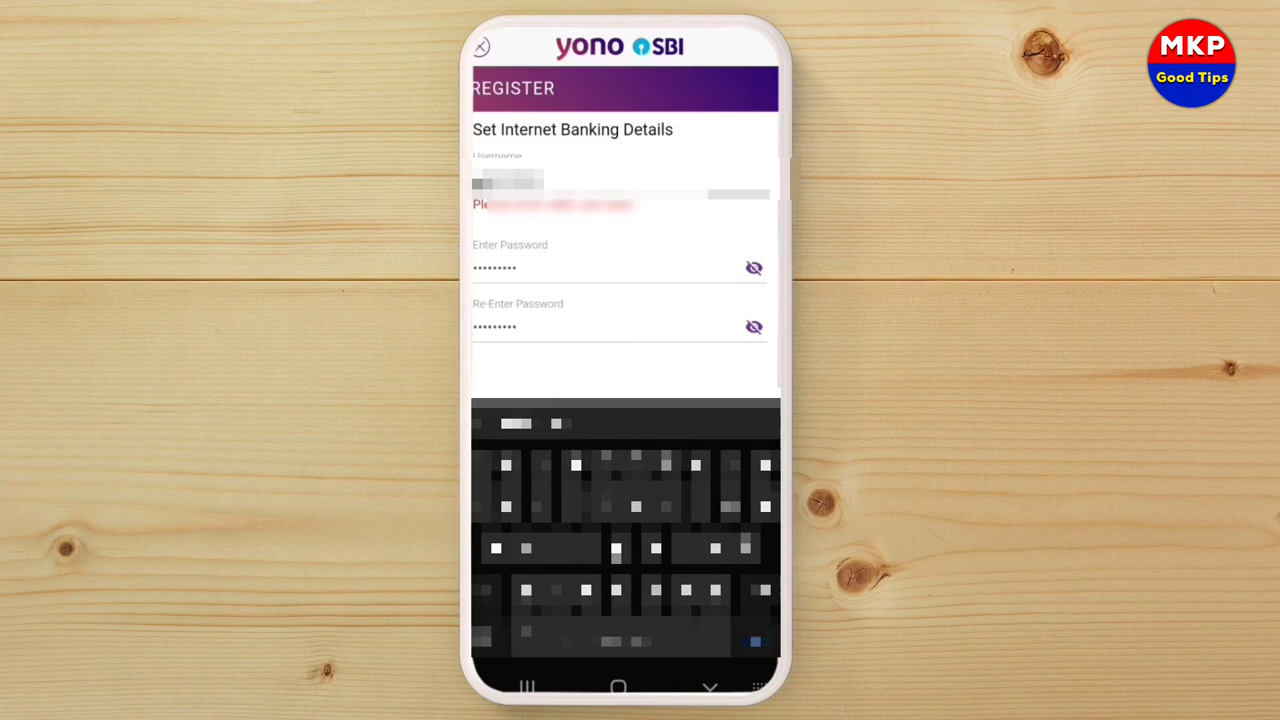 MKP
Good Tips
yono SBI
REGISTER
Set Internet Banking Details
Username
Enter Password
•••••••••
Re-Enter Password
•••••••••